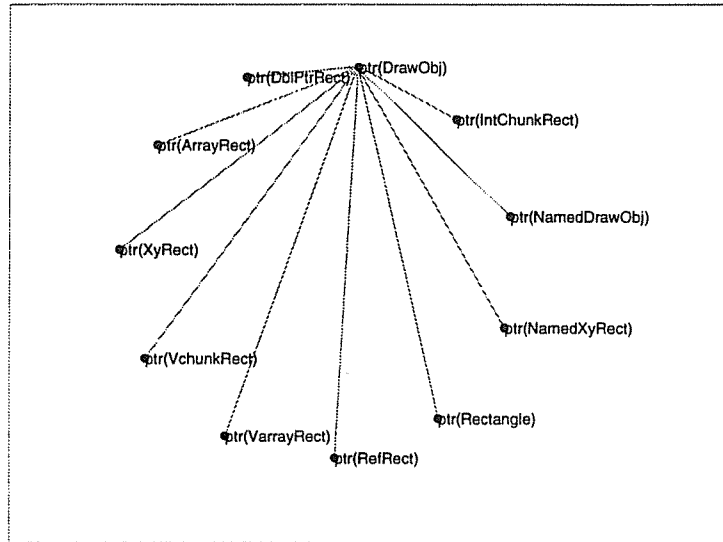 ptr(DrawObj)
ptr(DblPtrRect)
ptr(IntChunkRect)
ptr(ArrayRect)
ptr(NamedDrawObj)
ptr(XyRect)
ptr(NamedXyRect)
ptr(VchunkRect)
ptr(Rectangle)
ptr(VarrayRect)
ptr(RefRect)